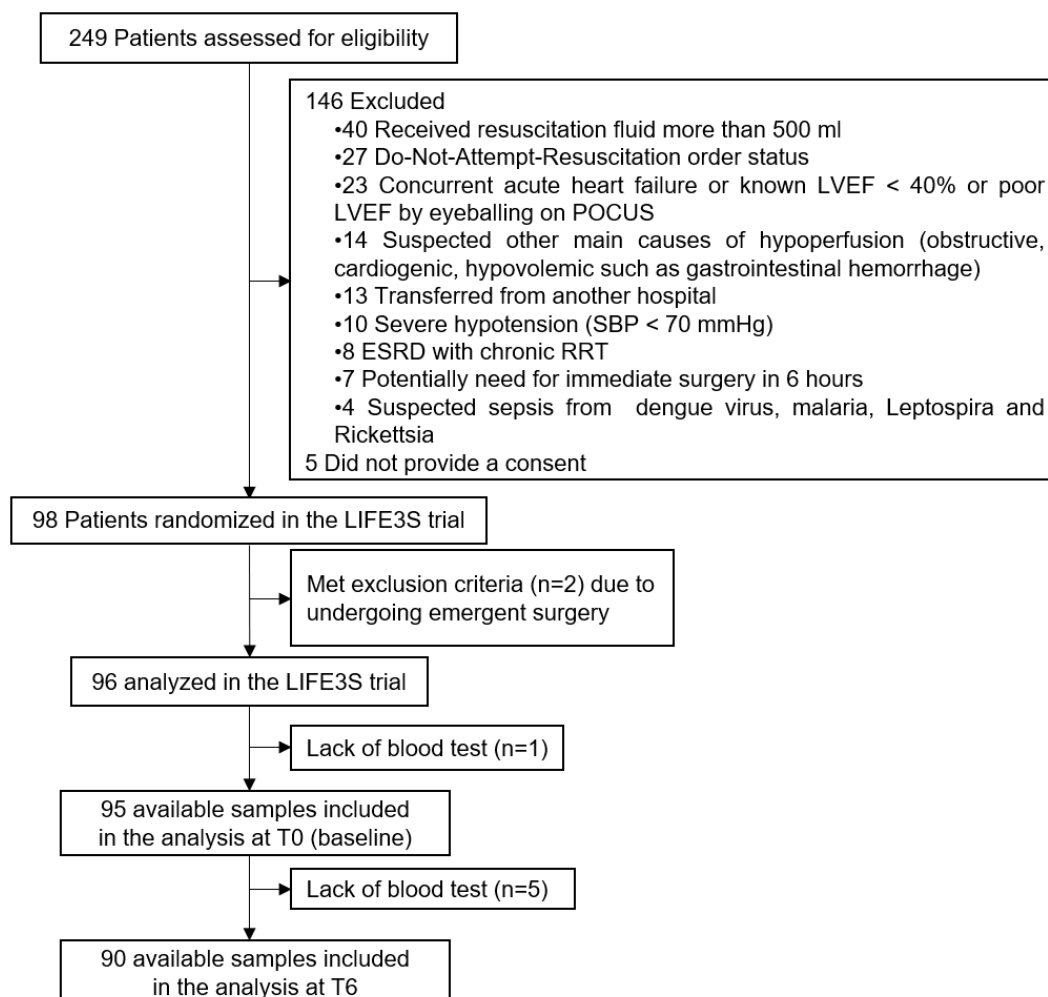 249 Patients assessed for eligibility
146 Excluded
•40 Received resuscitation fluid more than 500 ml
•27 Do-Not-Attempt-Resuscitation order status
•23 Concurrent acute heart failure or known LVEF < 40% or poor
LVEF by eyeballing on POCUS
•14 Suspected other main causes of hypoperfusion (obstructive,
cardiogenic, hypovolemic such as gastrointestinal hemorrhage)
•13 Transferred from another hospital
•10 Severe hypotension (SBP < 70 mmHg)
•8 ESRD with chronic RRT
•7 Potentially need for immediate surgery in 6 hours
•4 Suspected sepsis from dengue virus, malaria, Leptospira and
Rickettsia
5 Did not provide a consent
98 Patients randomized in the LIFE3S trial
Met exclusion criteria (n=2) due to
undergoing emergent surgery
96 analyzed in the LIFE3S trial
Lack of blood test (n=1)
95 available samples included
in the analysis at T0 (baseline)
Lack of blood test (n=5)
90 available samples included
in the analysis at T6